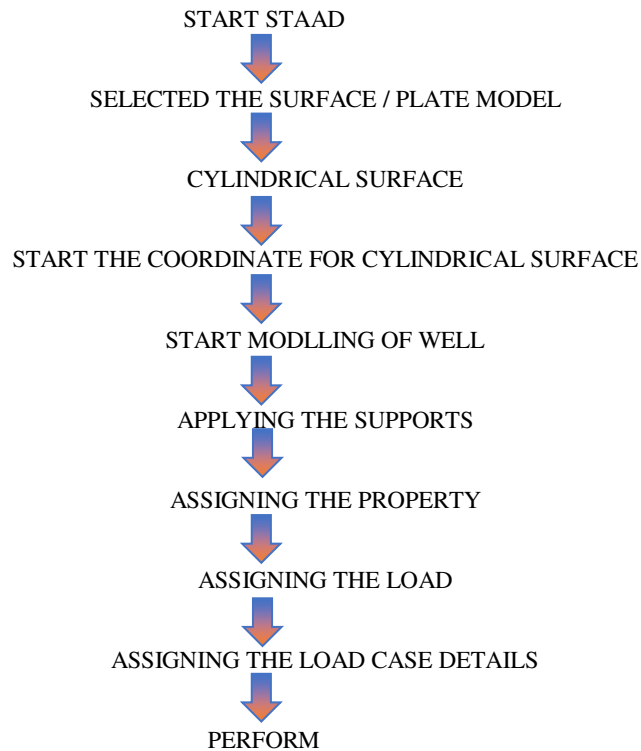 START STAAD
SELECTED THE SURFACE / PLATE MODEL
CYLINDRICAL SURFACE
START THE COORDINATE FOR CYLINDRICAL SURFACE
START MODLLING OF WELL
APPLYING THE SUPPORTS
ASSIGNING THE PROPERTY
ASSIGNING THE LOAD
ASSIGNING THE LOAD CASE DETAILS
PERFORM